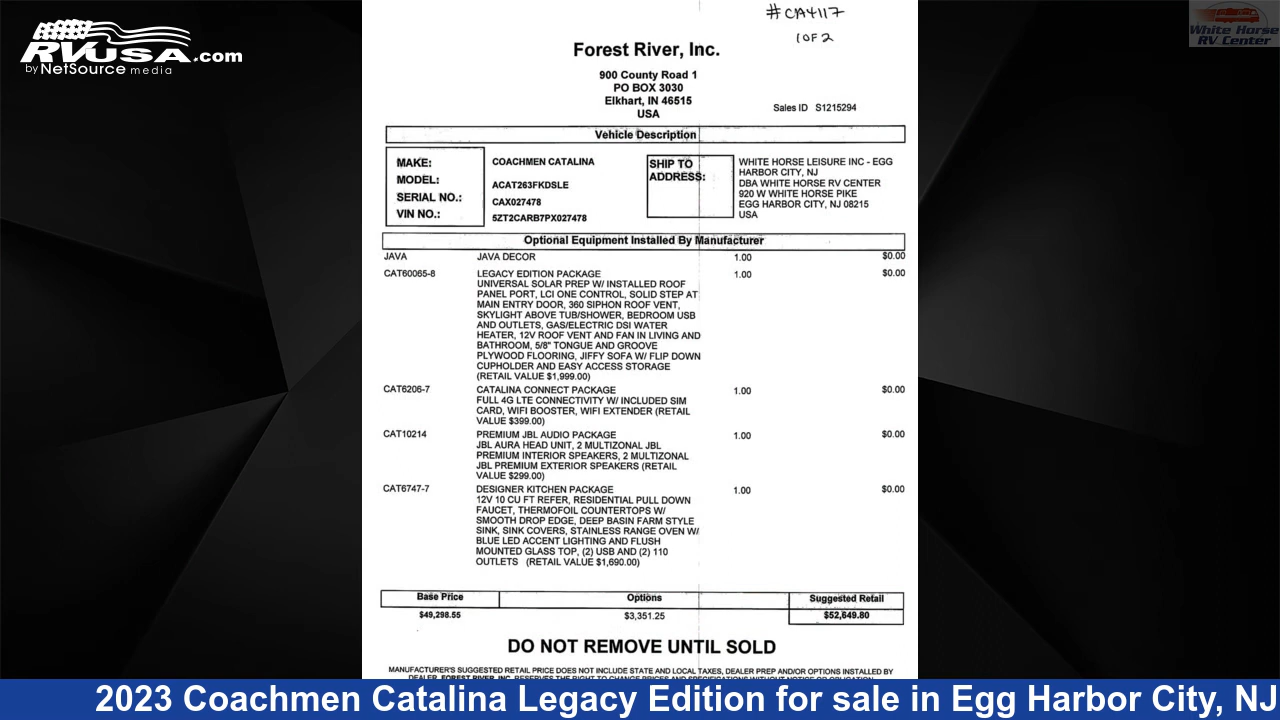 RVUSA.com
by NetSource media
White Horse
RV Center
#CA4117
1 OF 2
Forest River, Inc.
900 County Road 1
PO BOX 3030
Elkhart, IN 46515
USA
Sales ID S1215294
Vehicle Description
MAKE: COACHMEN CATALINA
MODEL: ACAT263FKDSLE
SERIAL NO.: CAX027478
VIN NO.: 5ZT2CARB7PX027478
SHIP TO
ADDRESS:
WHITE HORSE LEISURE INC - EGG
HARBOR CITY, NJ
DBA WHITE HORSE RV CENTER
920 W WHITE HORSE PIKE
EGG HARBOR CITY, NJ 08215
USA
Optional Equipment Installed By Manufacturer
JAVA JAVA DECOR 1.00 $0.00
CAT60065-8 LEGACY EDITION PACKAGE 1.00 $0.00
UNIVERSAL SOLAR PREP W/ INSTALLED ROOF
PANEL PORT, LCI ONE CONTROL, SOLID STEP AT
MAIN ENTRY DOOR, 360 SIPHON ROOF VENT,
SKYLIGHT ABOVE TUB/SHOWER, BEDROOM USB
AND OUTLETS, GAS/ELECTRIC DSI WATER
HEATER, 12V ROOF VENT AND FAN IN LIVING AND
BATHROOM, 5/8" TONGUE AND GROOVE
PLYWOOD FLOORING, JIFFY SOFA W/ FLIP DOWN
CUPHOLDER AND EASY ACCESS STORAGE
(RETAIL VALUE $1,999.00)
CAT6206-7 CATALINA CONNECT PACKAGE 1.00 $0.00
FULL 4G LTE CONNECTIVITY W/ INCLUDED SIM
CARD, WIFI BOOSTER, WIFI EXTENDER (RETAIL
VALUE $399.00)
CAT10214 PREMIUM JBL AUDIO PACKAGE 1.00 $0.00
JBL AURA HEAD UNIT, 2 MULTIZONAL JBL
PREMIUM INTERIOR SPEAKERS, 2 MULTIZONAL
JBL PREMIUM EXTERIOR SPEAKERS (RETAIL
VALUE $299.00)
CAT6747-7 DESIGNER KITCHEN PACKAGE 1.00 $0.00
12V 10 CU FT REFER, RESIDENTIAL PULL DOWN
FAUCET, THERMOFOIL COUNTERTOPS W/
SMOOTH DROP EDGE, DEEP BASIN FARM STYLE
SINK, SINK COVERS, STAINLESS RANGE OVEN W/
BLUE LED ACCENT LIGHTING AND FLUSH
MOUNTED GLASS TOP, (2) USB AND (2) 110
OUTLETS (RETAIL VALUE $1,690.00)
Base Price Options Suggested Retail
$49,298.55 $3,351.25 $52,649.80
DO NOT REMOVE UNTIL SOLD
MANUFACTURER'S SUGGESTED RETAIL PRICE DOES NOT INCLUDE STATE AND LOCAL TAXES, DEALER PREP AND/OR OPTIONS INSTALLED BY
DEALER. FOREST RIVER, INC. RESERVES THE RIGHT TO CHANGE PRICES AND SPECIFICATIONS WITHOUT NOTICE OR OBLIGATION
2023 Coachmen Catalina Legacy Edition for sale in Egg Harbor City, NJ